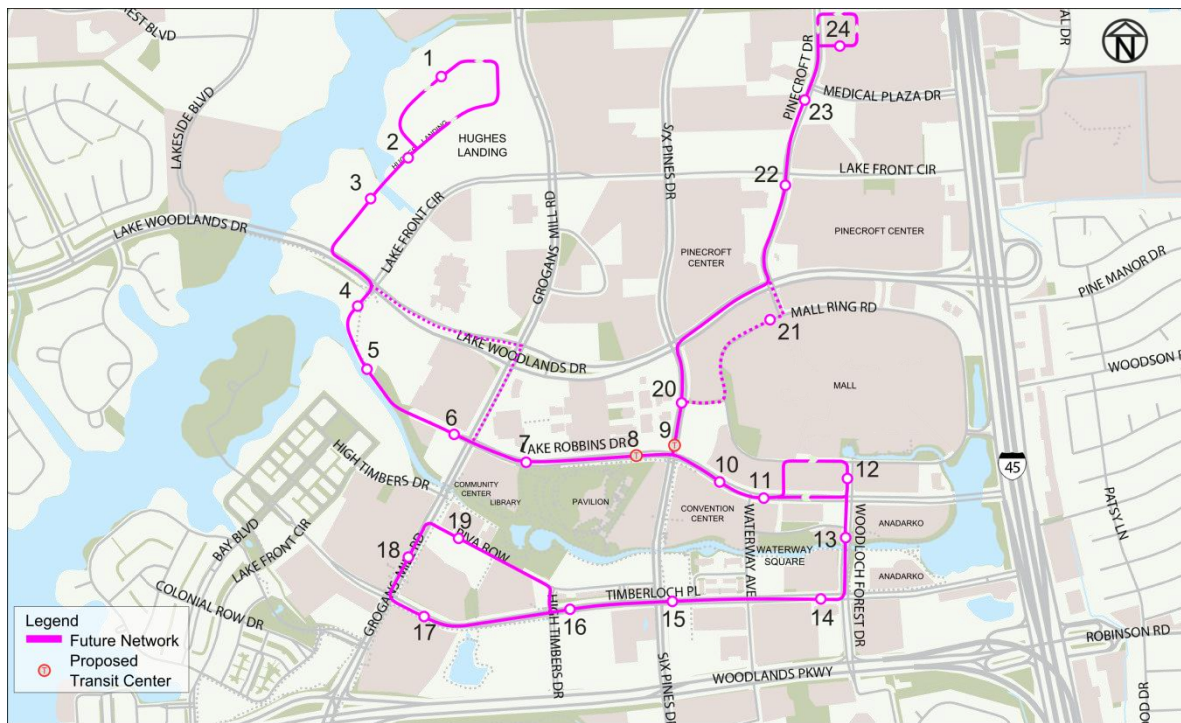 EST BLVD
LAKESIDE BLVD
N
24
PINECROFT DR
MEDICAL PLAZA DR
23
1
2
HUGHES
LANDING
3
LAKE FRONT CIR
GROGANS MILL RD
SIX PINES DR
22
LAKE FRONT CIR
LAKE WOODLANDS DR
PINECROFT
CENTER
PINECROFT CENTER
PINE MANOR DR
4
MALL RING RD
21
5
LAKE WOODLANDS DR
WOODSON R
MALL
20
6
7
AKE ROBBINS DR
8
9
10
11
12
45
HIGH TIMBERS DR
COMMUNITY
CENTER
LIBRARY
PAVILION
CONVENTION
CENTER
WATERWAY AVE
WOODLOCH FOREST DR
ANADARKO
PATSY LN
BAY BLVD
LAKE FRONT CIR
18
19
WATERWAY
SQUARE
13
ANADARKO
COLONIAL ROW DR
GROGANS MILL RD
TIMBERLOCH PL
17
HIGH TIMBERS DR
16
15
14
SIX PINES DR
WOODLANDS PKWY
ROBINSON RD
OOD DR
Legend
Future Network
T
Proposed
Transit Center